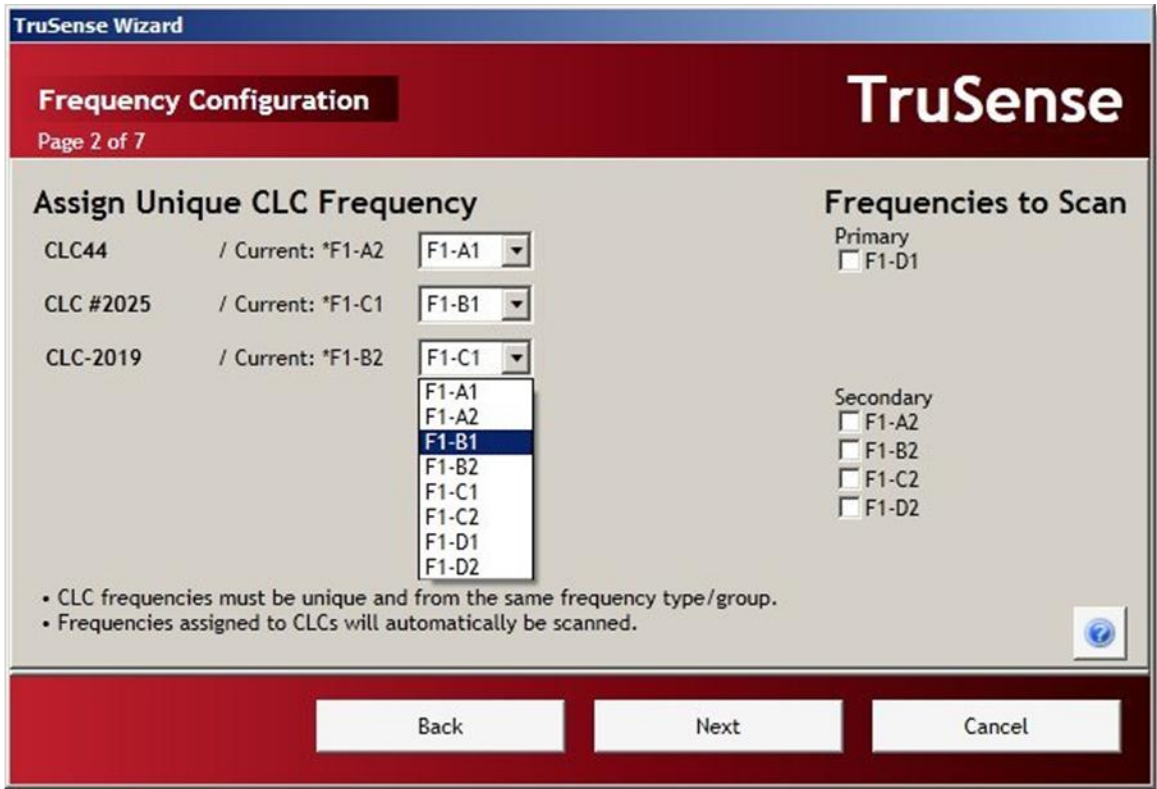 TruSense Wizard
Frequency Configuration
TruSense
Page 2 of 7
Assign Unique CLC Frequency
CLC44 / Current: *F1-A2 F1-A1
CLC #2025 / Current: *F1-C1 F1-B1
CLC-2019 / Current: *F1-B2 F1-C1
F1-A1
F1-A2
F1-B1
F1-B2
F1-C1
F1-C2
F1-D1
F1-D2
Frequencies to Scan
Primary
F1-D1
Secondary
F1-A2
F1-B2
F1-C2
F1-D2
• CLC frequencies must be unique and from the same frequency type/group.
• Frequencies assigned to CLCs will automatically be scanned.
?
Back Next Cancel